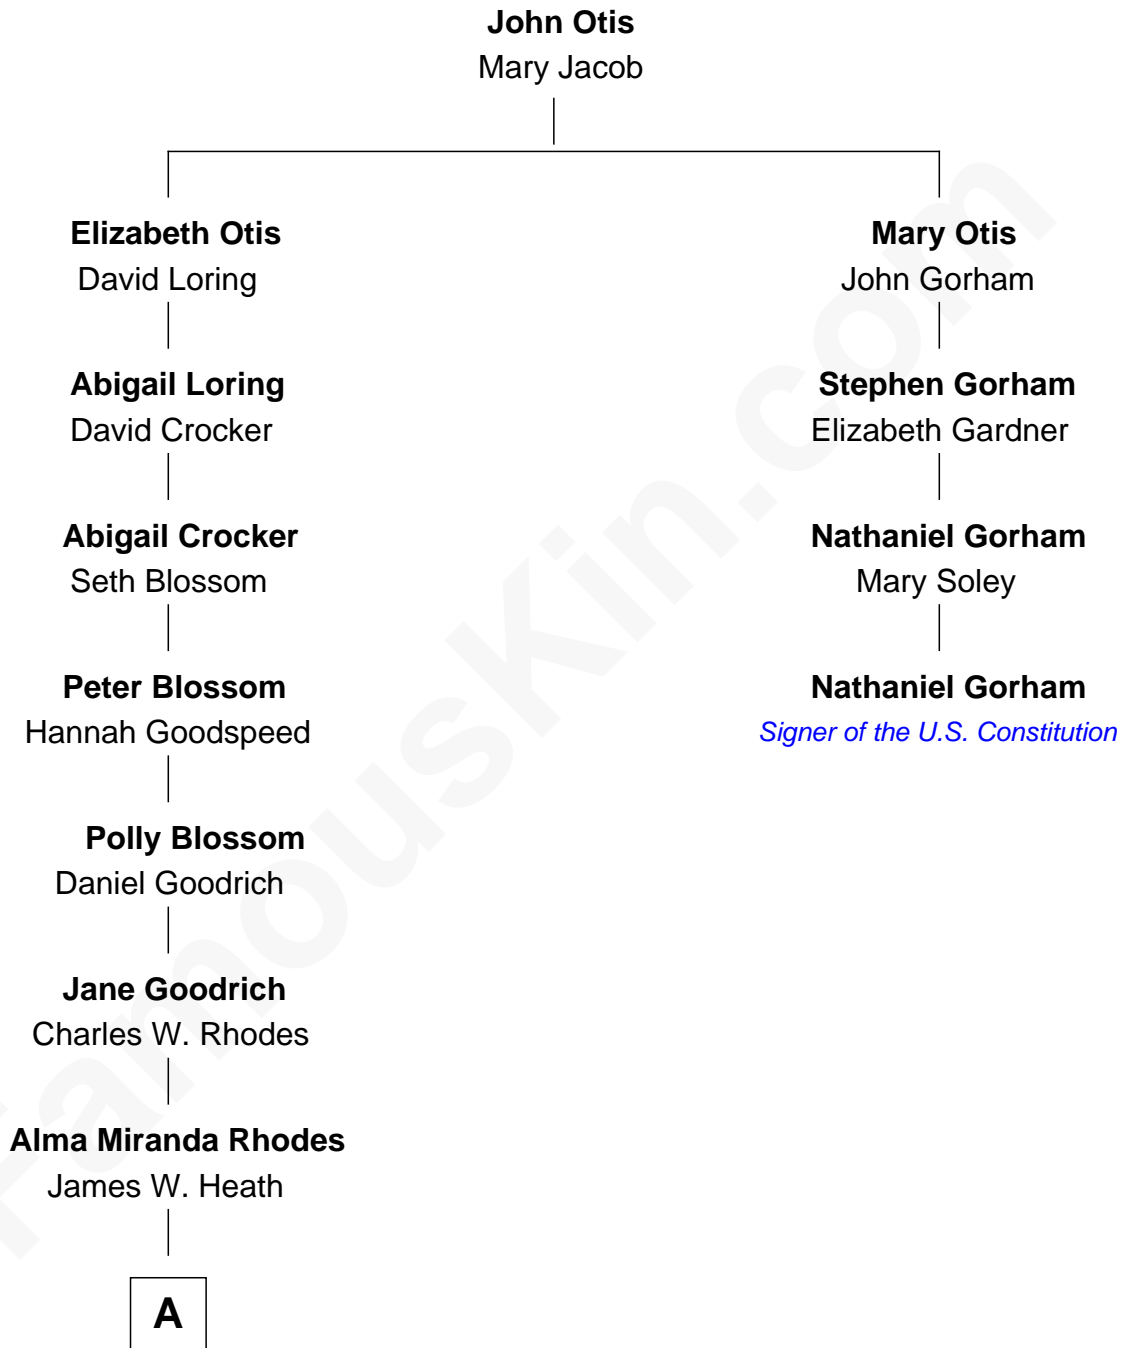 John Otis
Mary Jacob
Elizabeth Otis
David Loring
Mary Otis
John Gorham
Abigail Loring
David Crocker
Stephen Gorham
Elizabeth Gardner
Abigail Crocker
Seth Blossom
Nathaniel Gorham
Mary Soley
Peter Blossom
Hannah Goodspeed
Nathaniel Gorham
Signer of the U.S. Constitution
Polly Blossom
Daniel Goodrich
Jane Goodrich
Charles W. Rhodes
Alma Miranda Rhodes
James W. Heath
A
FamousKin.com